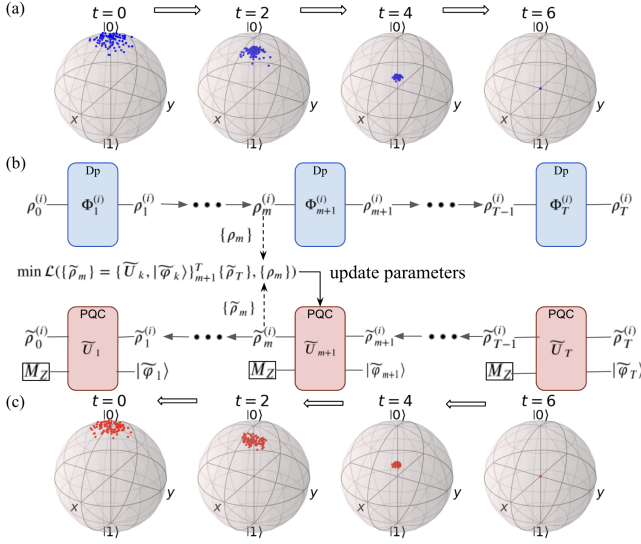 (a) t = 0 t = 2 t = 4 t = 6
|0⟩ |0⟩ |0⟩ |0⟩
x y x y x y x y
|1⟩ |1⟩ |1⟩ |1⟩
(b) Dp Dp Dp
ρ_0^{(i)} Φ_1^{(i)} ρ_1^{(i)} ••• ρ_m^{(i)} Φ_{m+1}^{(i)} ρ_{m+1}^{(i)} ••• ρ_{T−1}^{(i)} Φ_T^{(i)} ρ_T^{(i)}
{ρ_m}
min ℒ({ρ̃_m} = {Ũ_k, |φ̃_k⟩}_{m+1}^T {ρ̃_T}, {ρ_m}) update parameters
{ρ̃_m}
PQC PQC PQC
ρ̃_0^{(i)} Ũ_1 ρ̃_1^{(i)} ••• ρ̃_m^{(i)} Ũ_{m+1} ρ̃_{m+1}^{(i)} ••• ρ̃_{T−1}^{(i)} Ũ_T ρ̃_T^{(i)}
M_Z |φ̃_1⟩ M_Z |φ̃_{m+1}⟩ M_Z |φ̃_T⟩
(c) t = 0 t = 2 t = 4 t = 6
|0⟩ |0⟩ |0⟩ |0⟩
x y x y x y x y
|1⟩ |1⟩ |1⟩ |1⟩